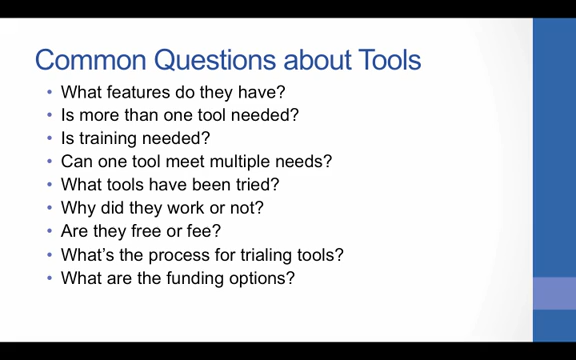 Common Questions about Tools
• What features do they have?
• Is more than one tool needed?
• Is training needed?
• Can one tool meet multiple needs?
• What tools have been tried?
• Why did they work or not?
• Are they free or fee?
• What’s the process for trialing tools?
• What are the funding options?